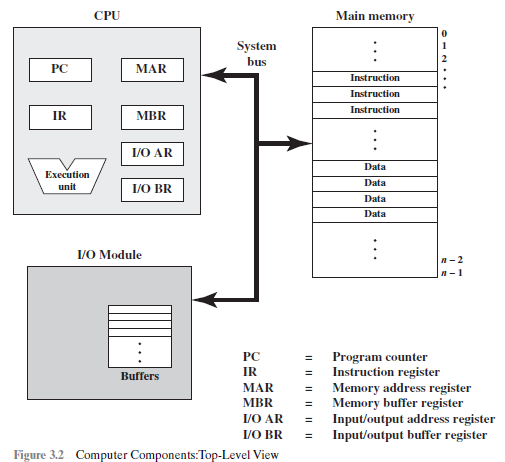 CPU
PC
MAR
IR
MBR
I/O AR
Execution
unit
I/O BR
System
bus
Main memory
0
1
2
Instruction
Instruction
Instruction
Data
Data
Data
Data
n – 2
n – 1
I/O Module
Buffers
PC = Program counter
IR = Instruction register
MAR = Memory address register
MBR = Memory buffer register
I/O AR = Input/output address register
I/O BR = Input/output buffer register
Figure 3.2 Computer Components:Top-Level View